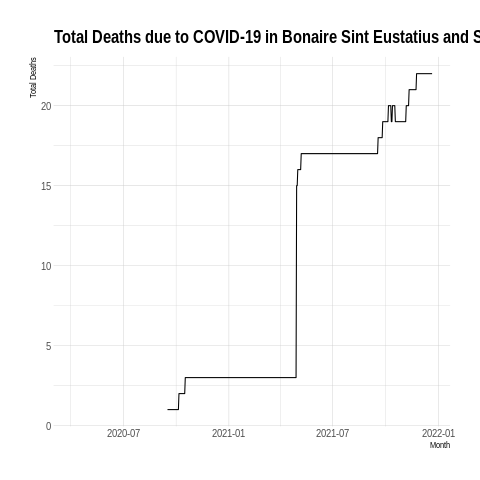 Total Deaths due to COVID-19 in Bonaire Sint Eustatius and S
Total Deaths
20
15
10
5
0
2020-07 2021-01 2021-07 2022-01
Month